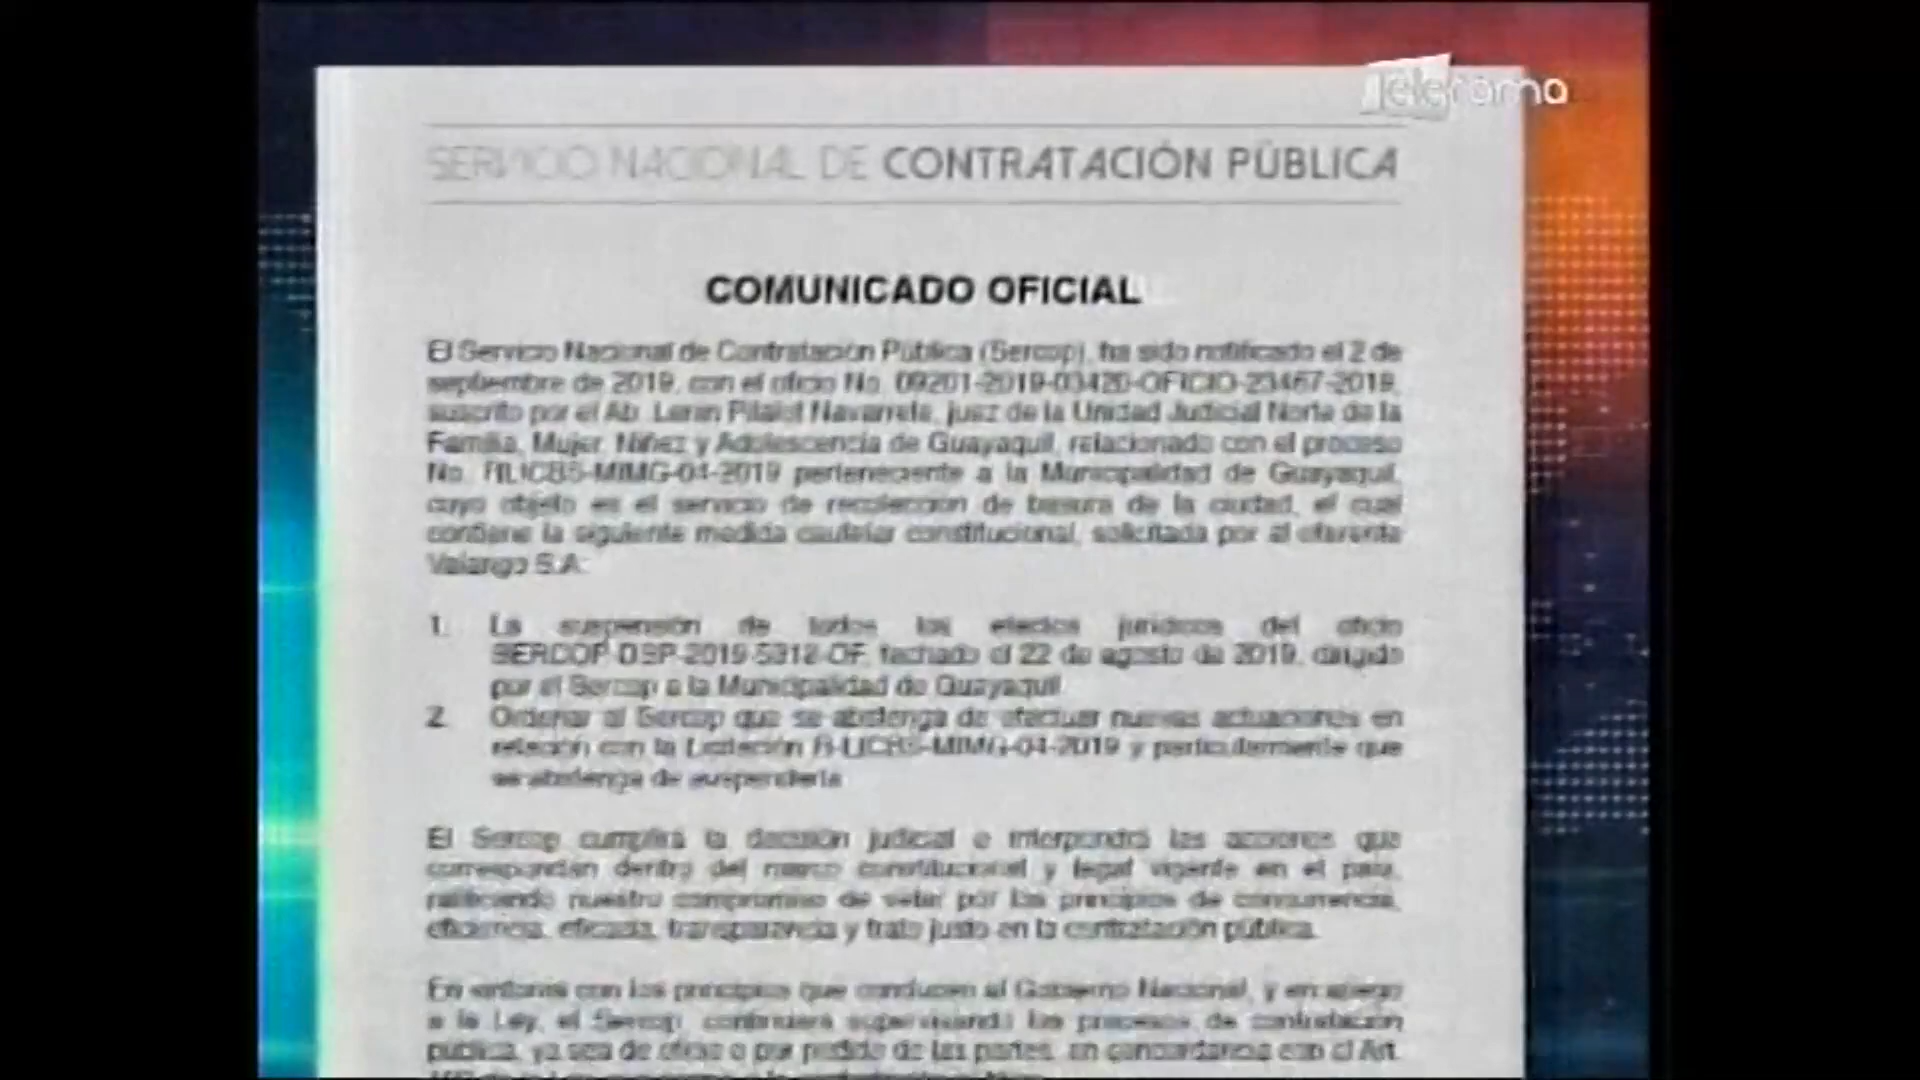 Telerama
SERVICIO NACIONAL DE CONTRATACIÓN PÚBLICA
COMUNICADO OFICIAL
El Servicio Nacional de Contratación Pública (Sercop), ha sido notificado el 2 de
septiembre de 2019, con el oficio No. 09201-2019-03420-OFICIO-23467-2019,
suscrito por el Ab. Navarrete, juez de la Unidad Judicial Norte de la
Familia, Mujer, Niñez y Adolescencia de Guayaquil, relacionado con el proceso
No. MIMG-04-2019 perteneciente a la Municipalidad de Guayaquil,
cuyo objeto es el servicio de recolección de basura de la ciudad, el cual
contiene la siguiente medida cautelar constitucional, solicitada por al oferente
Valango S.A:
1. La suspensión de todos los efectos jurídicos del oficio
SERCOP-DSP-2019-5312-OF, fechado el 22 de agosto de 2019, dirigido
por el Sercop a la Municipalidad de Guayaquil.
2. Ordenar al Sercop que se abstenga de efectuar nuevas actuaciones en
relación con la Licitación MIMG-04-2019 y particularmente que
se abstenga de suspenderla.
El Sercop cumplirá la decisión judicial e interpondrá las acciones que
correspondan dentro del marco constitucional y legal vigente en el país,
ratificando nuestro compromiso de velar por los principios de concurrencia,
eficiencia, eficacia, transparencia y trato justo en la contratación pública.
En sintonía con los principios que conducen al Gobierno Nacional, y en apego
a la Ley, el Sercop, continuará supervisando los procesos de contratación
pública, ya sea de oficio o por pedido de las partes, en concordancia con el Art.